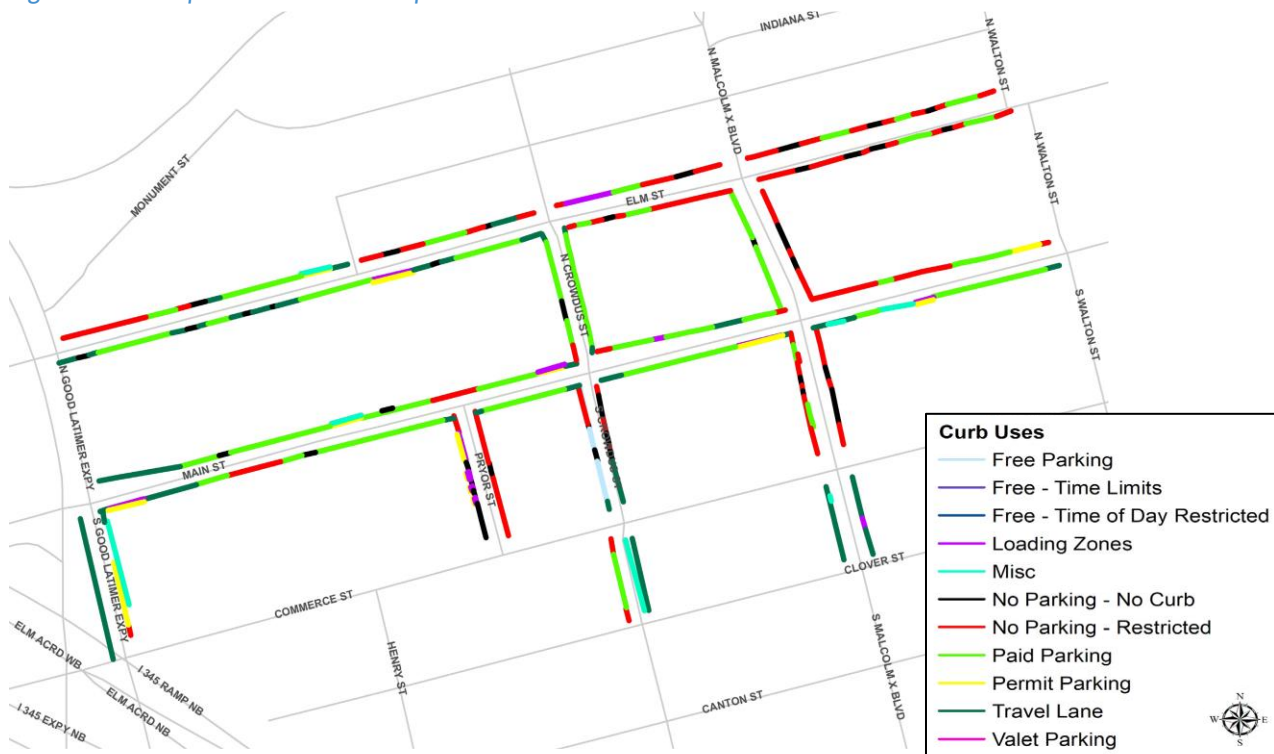 INDIANA ST
N WALTON ST
N MALCOLM X BLVD
MONUMENT ST
N WALTON ST
ELM ST
N CROWDUS ST
S WALTON ST
N GOOD LATIMER EXPY
MAIN ST
PRYOR ST
S CROWDUS ST
S GOOD LATIMER EXPY
CLOVER ST
COMMERCE ST
HENRY ST
S MALCOLM X BLVD
CANTON ST
ELM ACRD WB
I 345 RAMP NB
ELM ACRD NB
I 345 EXPY NB
Curb Uses
Free Parking
Free - Time Limits
Free - Time of Day Restricted
Loading Zones
Misc
No Parking - No Curb
No Parking - Restricted
Paid Parking
Permit Parking
Travel Lane
Valet Parking
N
W
E
S